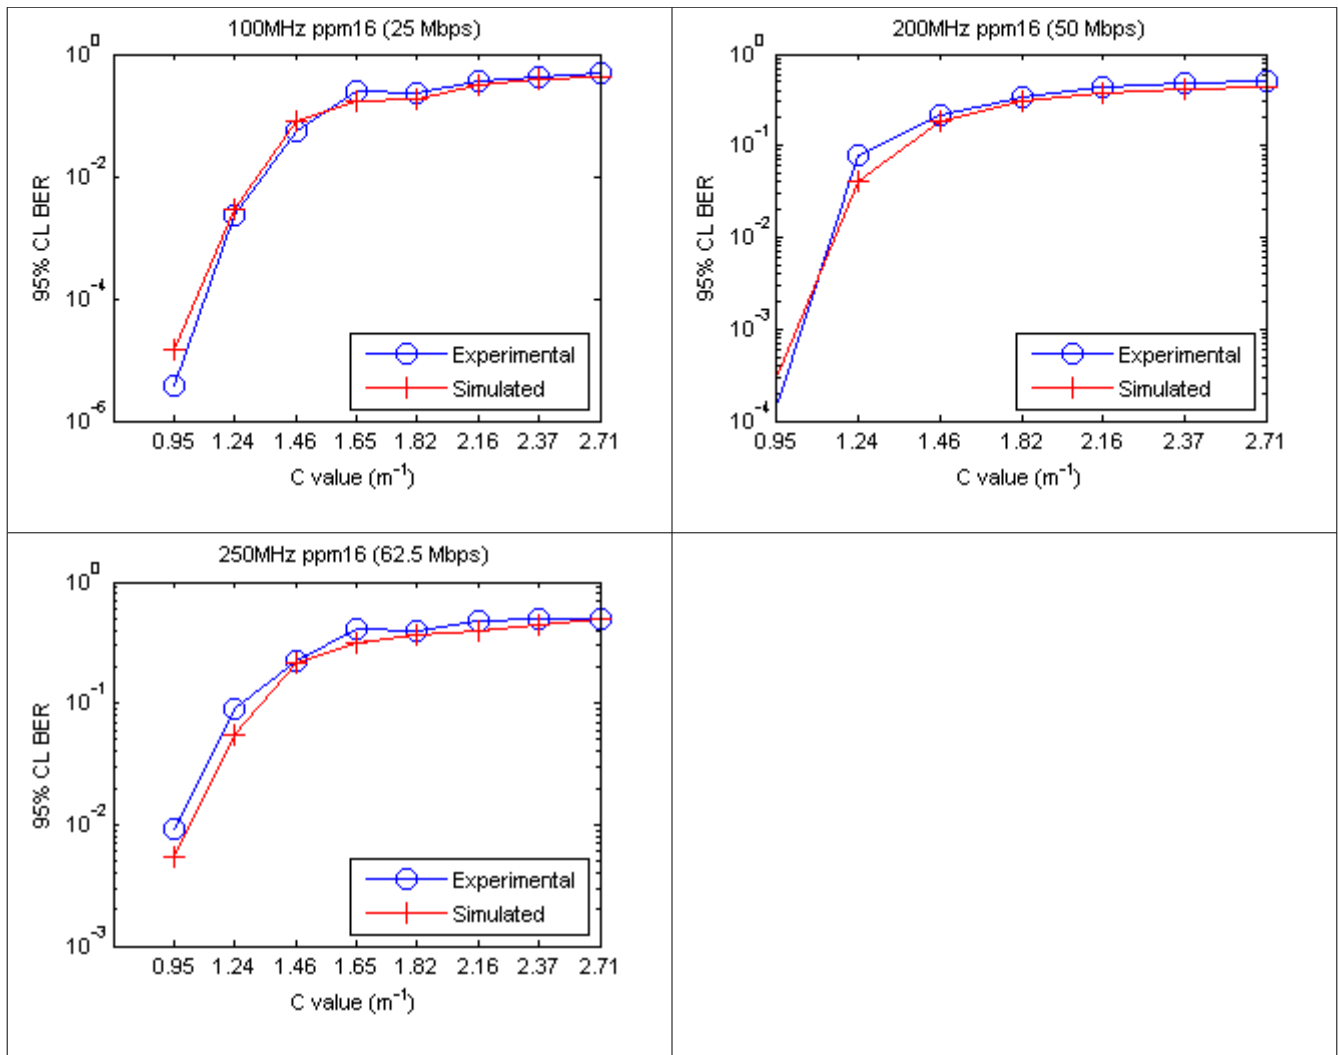 100MHz ppm16 (25 Mbps)
10^0
10^-2
10^-4
10^-6
95% CL BER
Experimental
Simulated
0.95 1.24 1.46 1.65 1.82 2.16 2.37 2.71
C value (m^-1)
200MHz ppm16 (50 Mbps)
10^0
10^-1
10^-2
10^-3
10^-4
95% CL BER
Experimental
Simulated
0.95 1.24 1.46 1.82 2.16 2.37 2.71
C value (m^-1)
250MHz ppm16 (62.5 Mbps)
10^0
10^-1
10^-2
10^-3
95% CL BER
Experimental
Simulated
0.95 1.24 1.46 1.65 1.82 2.16 2.37 2.71
C value (m^-1)